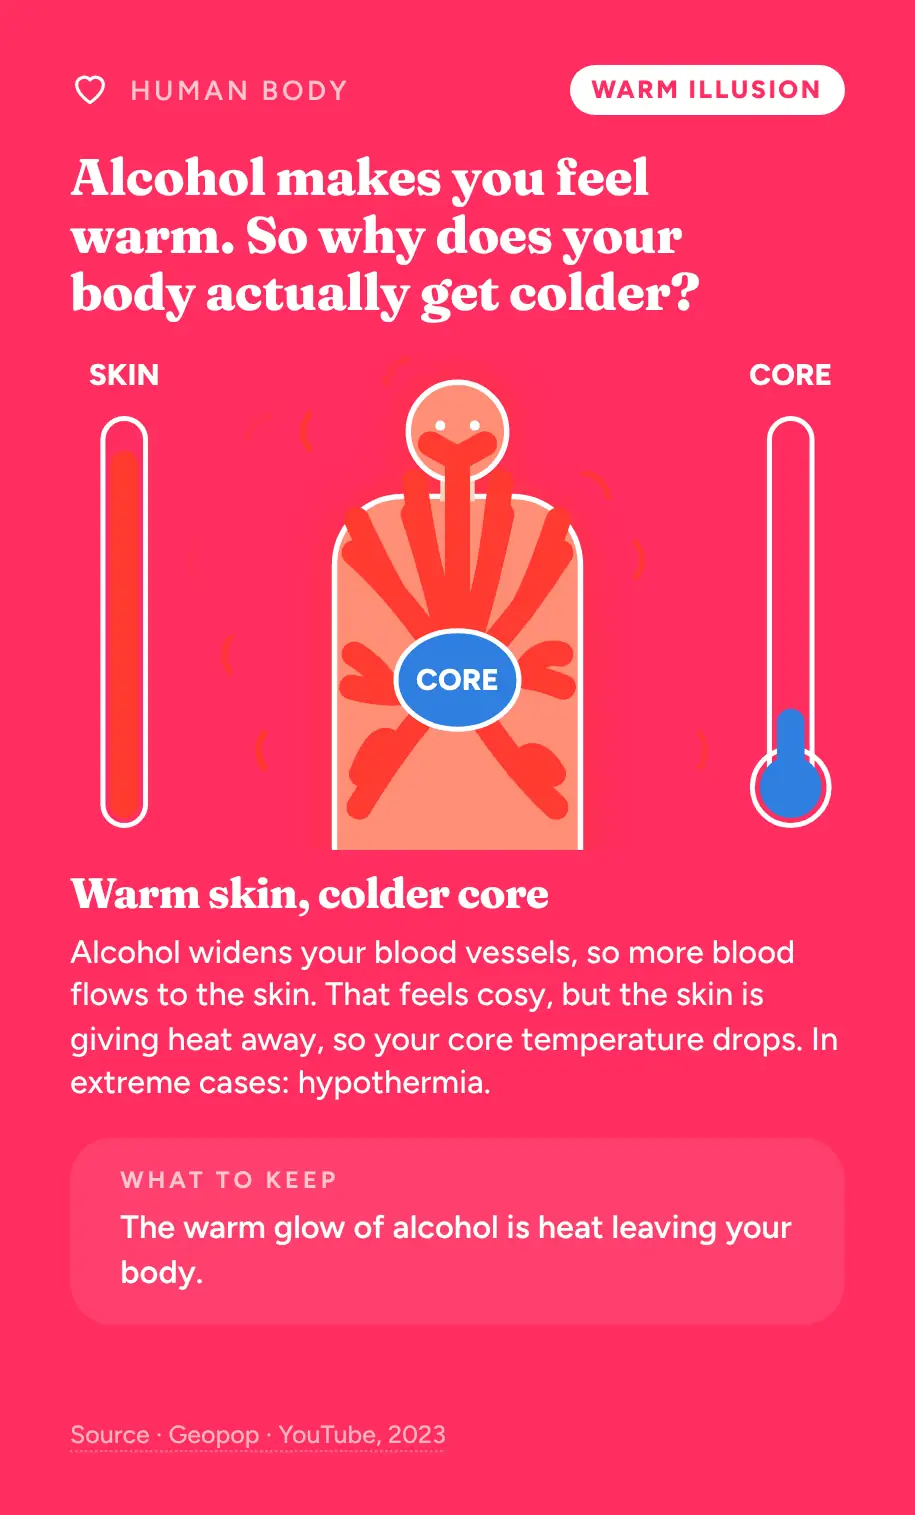 HUMAN BODY
WARM ILLUSION
Alcohol makes you feel
warm. So why does your
body actually get colder?
SKIN
CORE
CORE
Warm skin, colder core
Alcohol widens your blood vessels, so more blood
flows to the skin. That feels cosy, but the skin is
giving heat away, so your core temperature drops. In
extreme cases: hypothermia.
WHAT TO KEEP
The warm glow of alcohol is heat leaving your
body.
Source · Geopop · YouTube, 2023